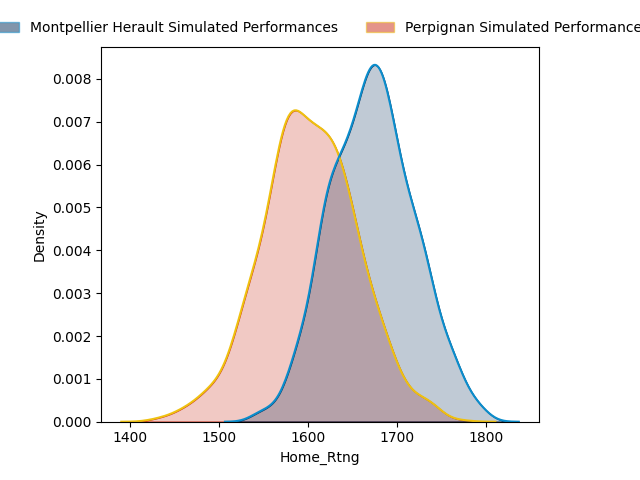 Montpellier Herault Simulated Performances
Perpignan Simulated Performance
0.008
0.007
0.006
0.005
0.004
0.003
0.002
0.001
0.000
Density
1400 1500 1600 1700 1800
Home_Rtng